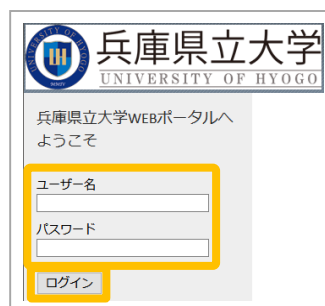 兵庫県立大学
UNIVERSITY OF HYOGO
兵庫県立大学WEBポータルへ
ようこそ
ユーザー名
パスワード
ログイン